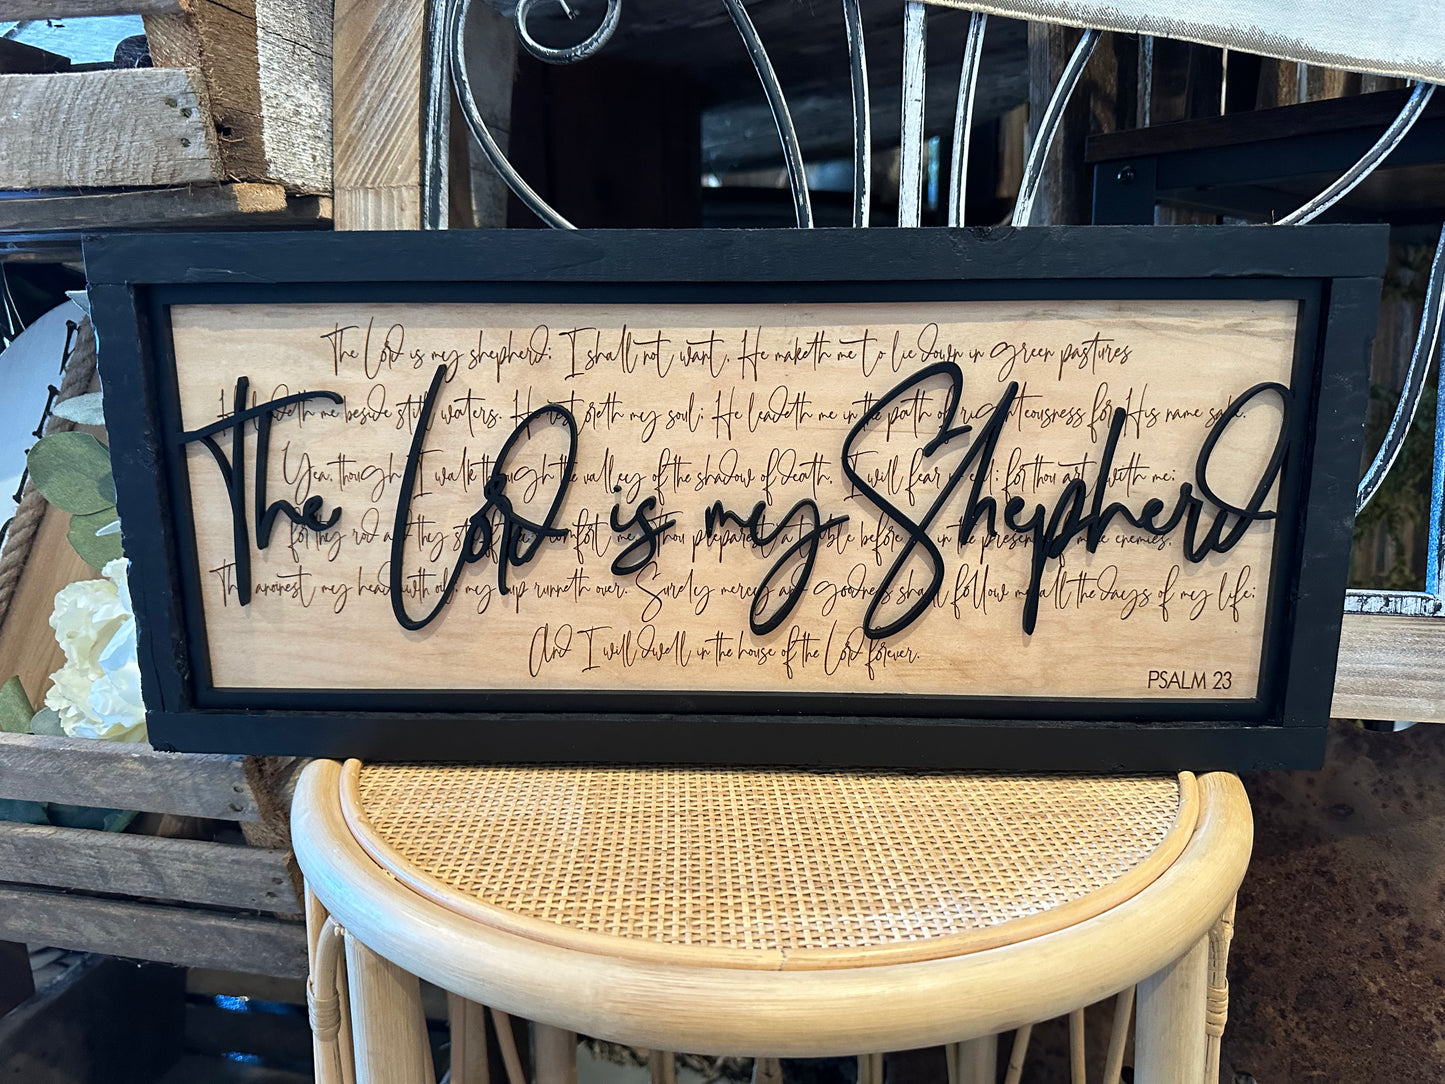 The Lord is my shepherd; I shall not want. He maketh me to lie down in green pastures
He leadeth me beside still waters. He restoreth my soul; He leadeth me in the path of righteousness for His name sake.
Yea, though I walk through the valley of the shadow of death, I will fear no evil; for thou art with me;
for thy rod and thy staff comfort me thou preparest a table before me in the presence mine enemies.
Thou anoinest my head with oil; my cup runneth over. Surely mercy and goodness shall follow me all the days of my life;
And I will dwell in the house of the Lord forever.
The Lord is my Shepherd
PSALM 23